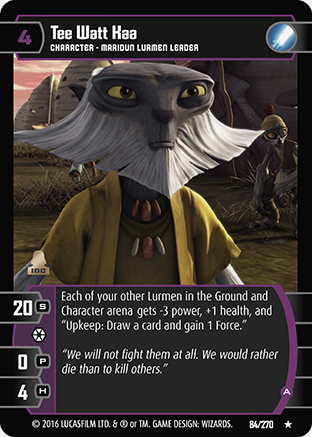 4
Tee Watt Kaa
CHARACTER - MARIDUN LURMEN LEADER
IDC
20 S
0 P
4 H
Each of your other Lurmen in the Ground and
Character arena gets -3 power, +1 health, and
“Upkeep: Draw a card and gain 1 Force.”
“We will not fight them at all. We would rather
die than to kill others.”
A
© 2016 LUCASFILM LTD. & ® or TM. GAME DESIGN: WIZARDS.
84/270 ★